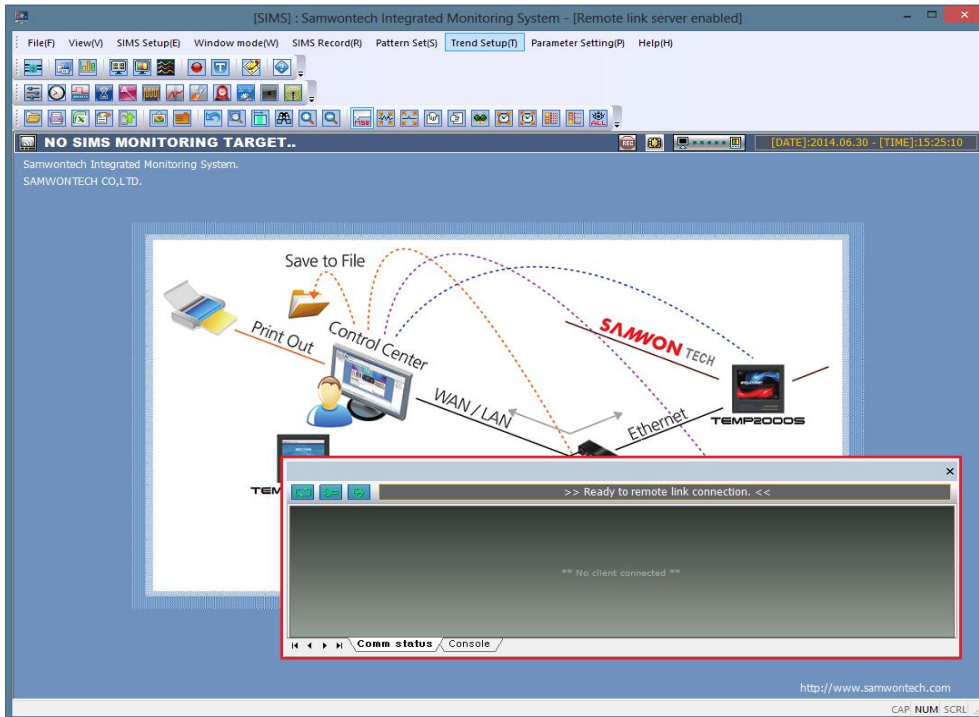 [SIMS] : Samwontech Integrated Monitoring System - [Remote link server enabled]
File(F) View(V) SIMS Setup(E) Window mode(W) SIMS Record(R) Pattern Set(S) Trend Setup(T) Parameter Setting(P) Help(H)
NO SIMS MONITORING TARGET.. REC [DATE]:2014.06.30 - [TIME]:15:25:10
Samwontech Integrated Monitoring System.
SAMWONTECH CO,LTD.
Save to File
Print Out
Control Center
SAMWON TECH
WAN / LAN
Ethernet
TEMP2000S
TEM
>> Ready to remote link connection. <<
** No client connected **
Comm status Console
http://www.samwontech.com
CAP NUM SCRL